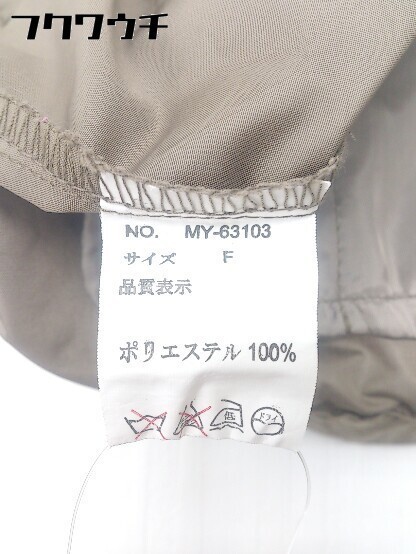 フクワウチ
NO. MY-63103
サイズ F
品質表示
ポリエステル 100%
低 ドライ